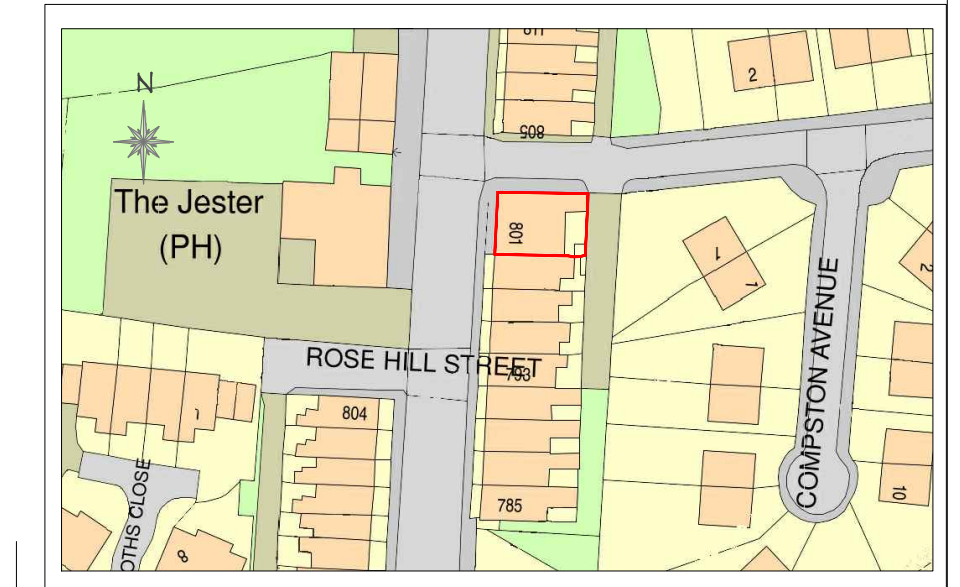 N
2
805
The Jester
(PH)
801
1
1
2
COMPSTON AVENUE
ROSE HILL STREET
793
804
1
785
10
OTHS CLOSE
8